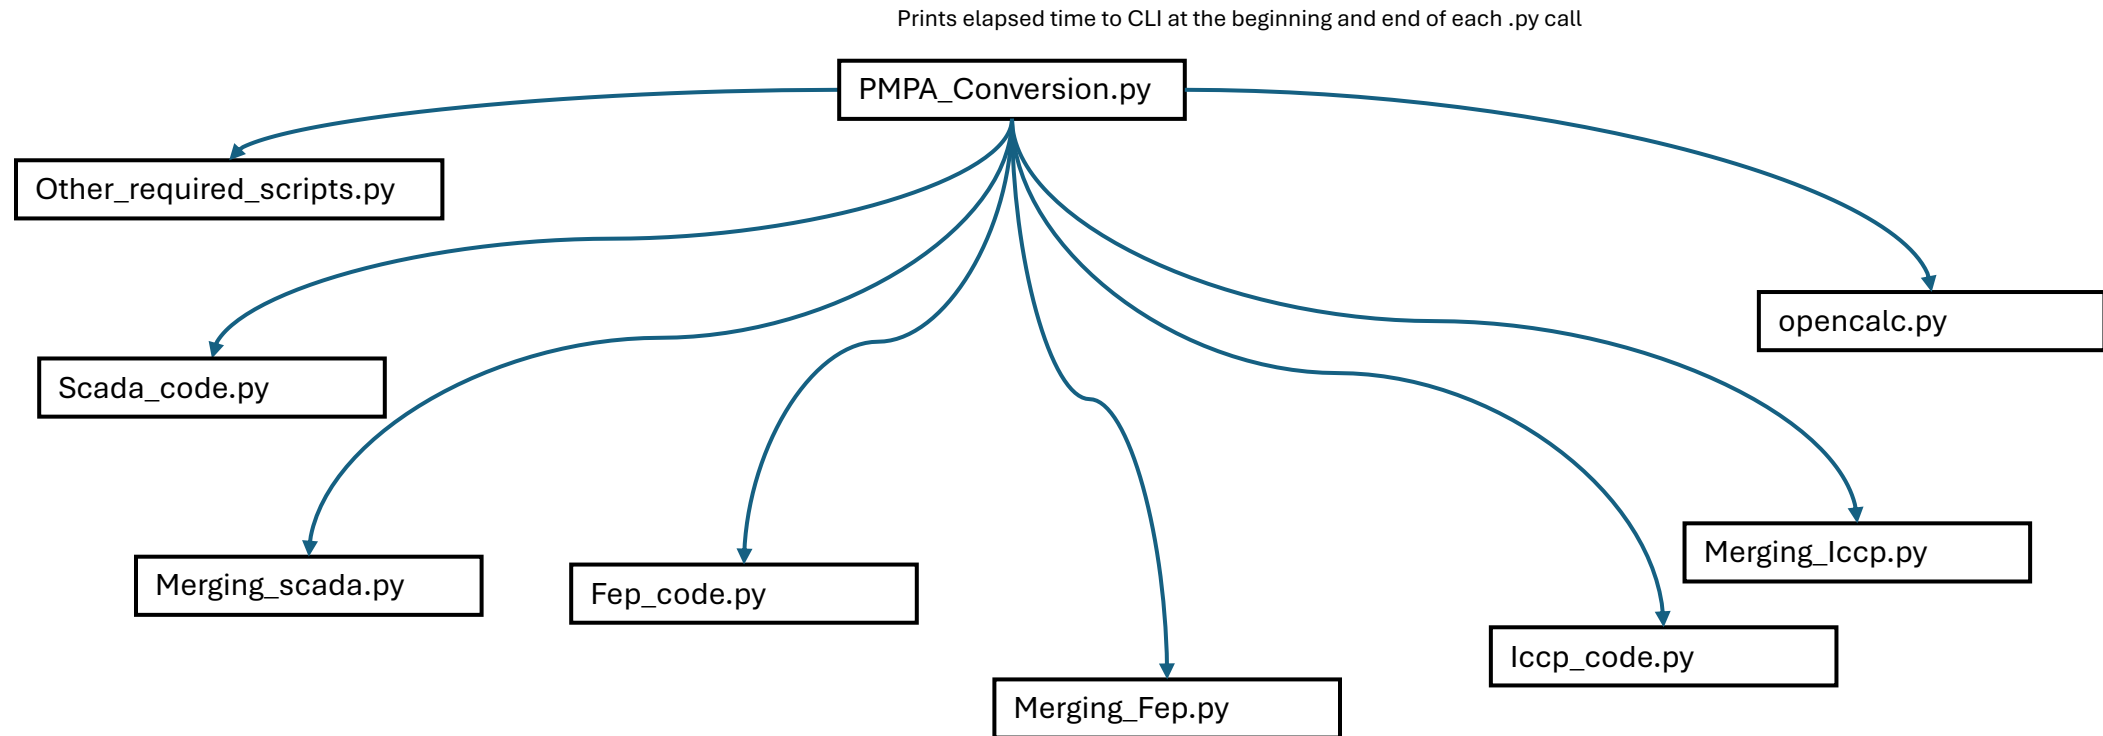 Prints elapsed time to CLI at the beginning and end of each .py call
PMPA_Conversion.py
Other_required_scripts.py
opencalc.py
Scada_code.py
Merging_Iccp.py
Merging_scada.py
Fep_code.py
Iccp_code.py
Merging_Fep.py